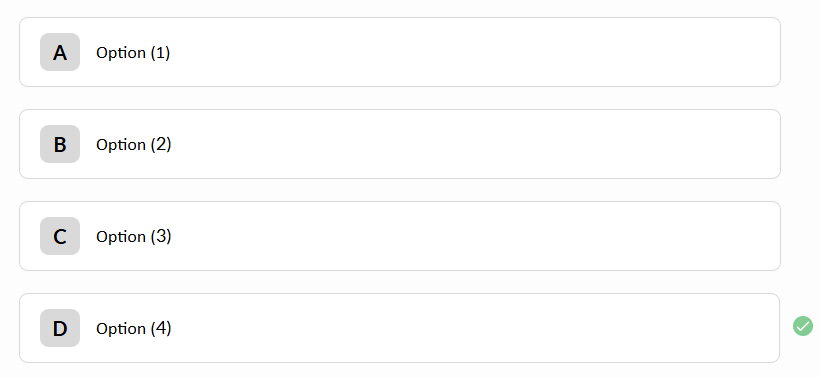 A Option (1)
B Option (2)
C Option (3)
D Option (4)